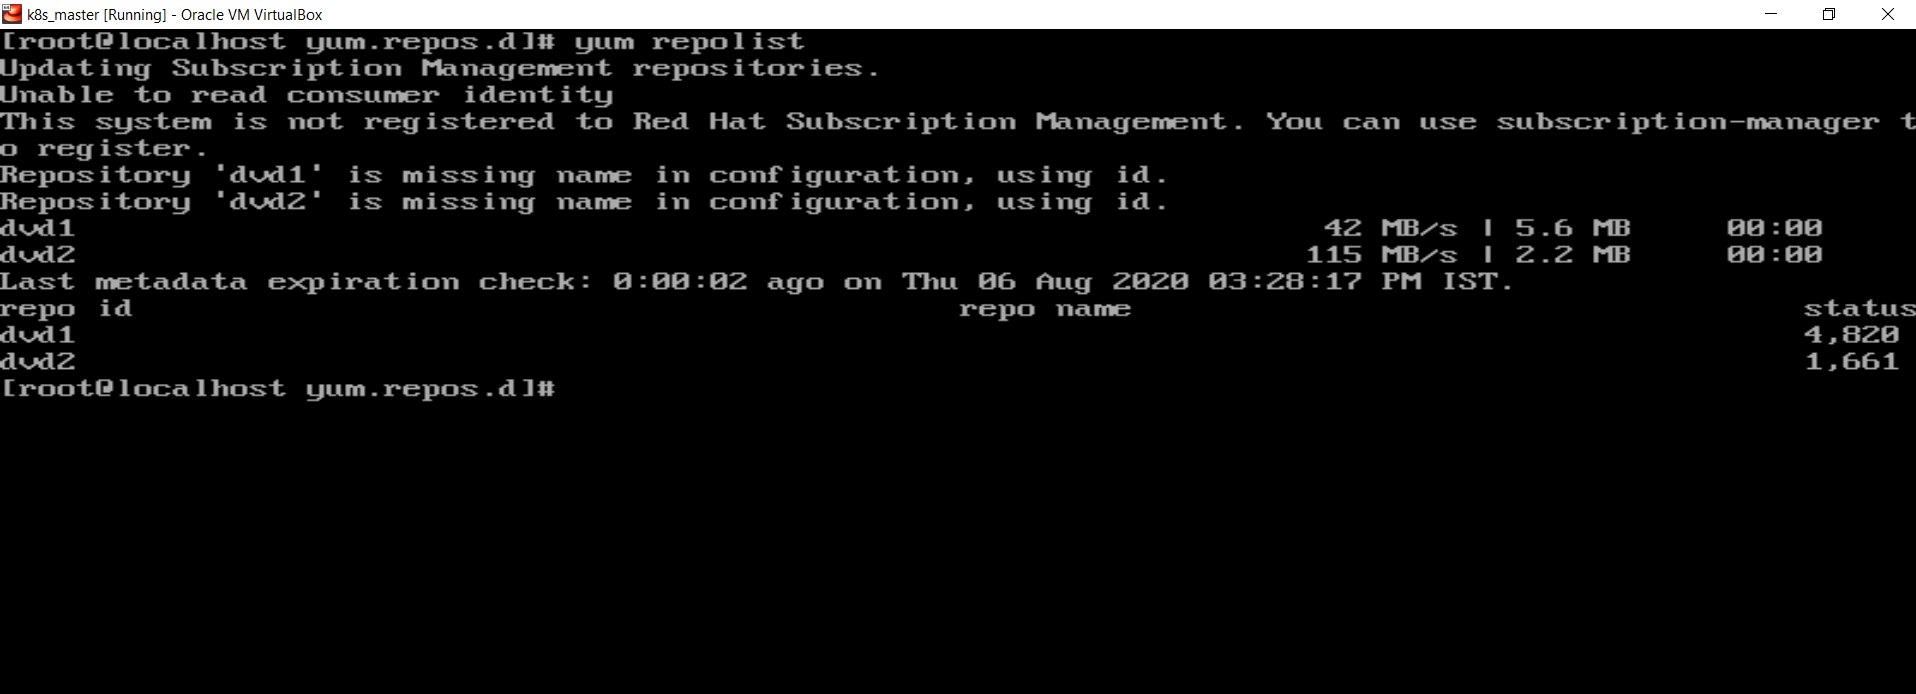 k8s_master [Running] - Oracle VM VirtualBox
[root@localhost yum.repos.d]# yum repolist
Updating Subscription Management repositories.
Unable to read consumer identity
This system is not registered to Red Hat Subscription Management. You can use subscription-manager t
o register.
Repository 'dvd1' is missing name in configuration, using id.
Repository 'dvd2' is missing name in configuration, using id.
dvd1 42 MB/s | 5.6 MB 00:00
dvd2 115 MB/s | 2.2 MB 00:00
Last metadata expiration check: 0:00:02 ago on Thu 06 Aug 2020 03:28:17 PM IST.
repo id repo name status
dvd1 4,820
dvd2 1,661
[root@localhost yum.repos.d]#